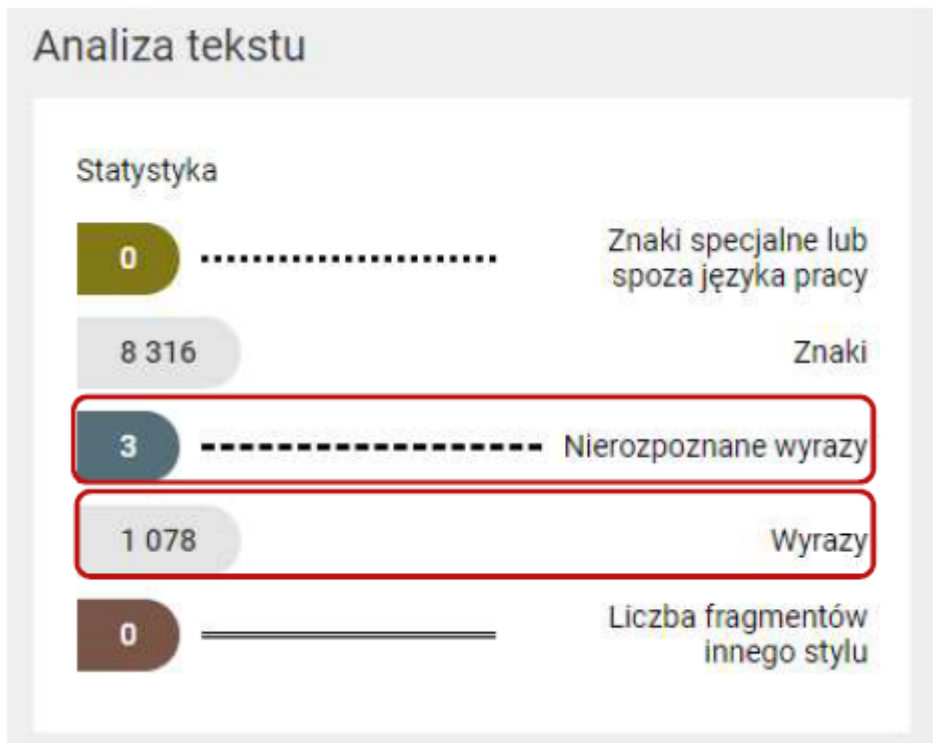 Analiza tekstu
Statystyka
0 Znaki specjalne lub
spoza języka pracy
8 316 Znaki
3 Nierozpoznane wyrazy
1 078 Wyrazy
0 Liczba fragmentów
innego stylu